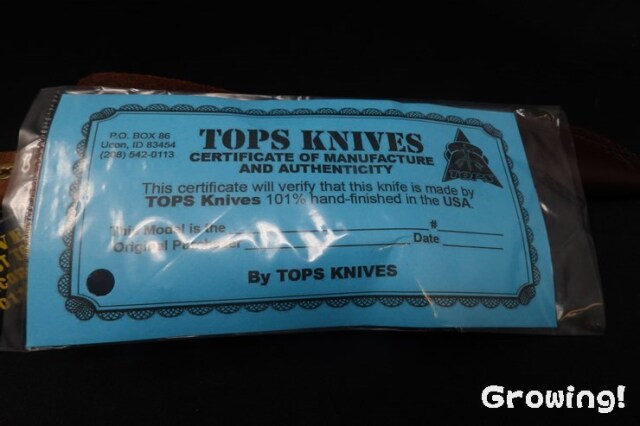 P.O. BOX 86
Ucon, ID 83454
(208) 542-0113
TOPS KNIVES
CERTIFICATE OF MANUFACTURE
AND AUTHENTICITY
This certificate will verify that this knife is made by
TOPS Knives 101% hand-finished in the USA.
This Model is the #
Original Purchaser Date
By TOPS KNIVES
Growing!